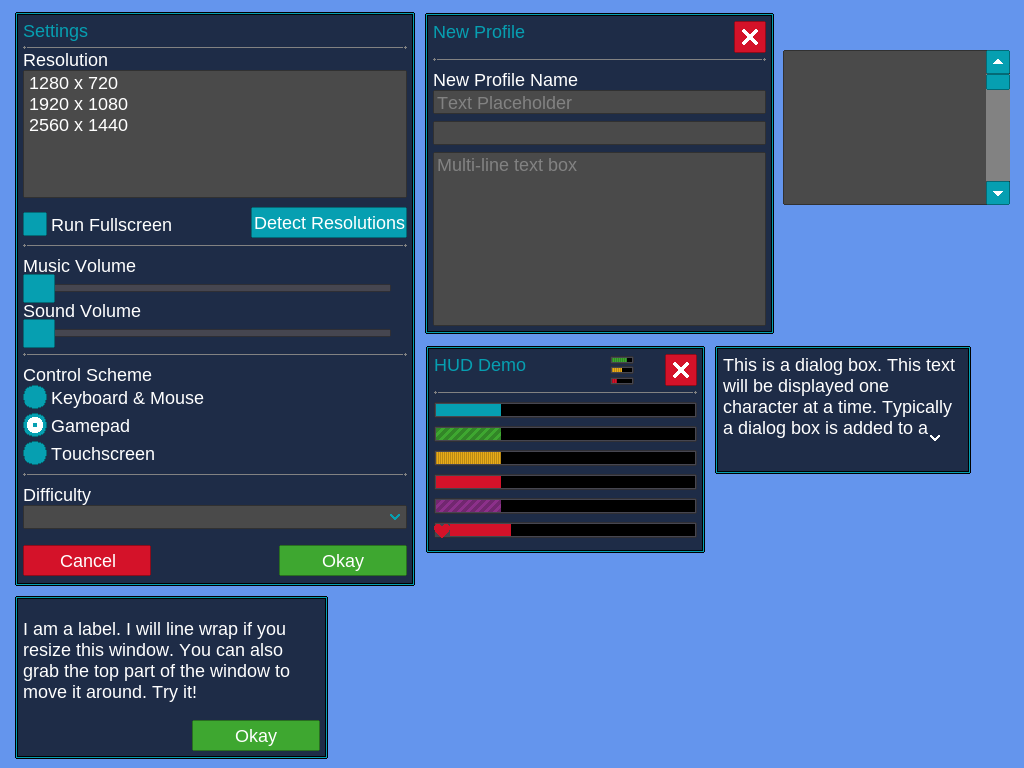 Settings
Resolution
1280 x 720
1920 x 1080
2560 x 1440
Run Fullscreen
Detect Resolutions
Music Volume
Sound Volume
Control Scheme
Keyboard & Mouse
Gamepad
Touchscreen
Difficulty
Cancel
Okay
New Profile
New Profile Name
Text Placeholder
Multi-line text box
HUD Demo
This is a dialog box. This text
will be displayed one
character at a time. Typically
a dialog box is added to a
I am a label. I will line wrap if you
resize this window. You can also
grab the top part of the window to
move it around. Try it!
Okay